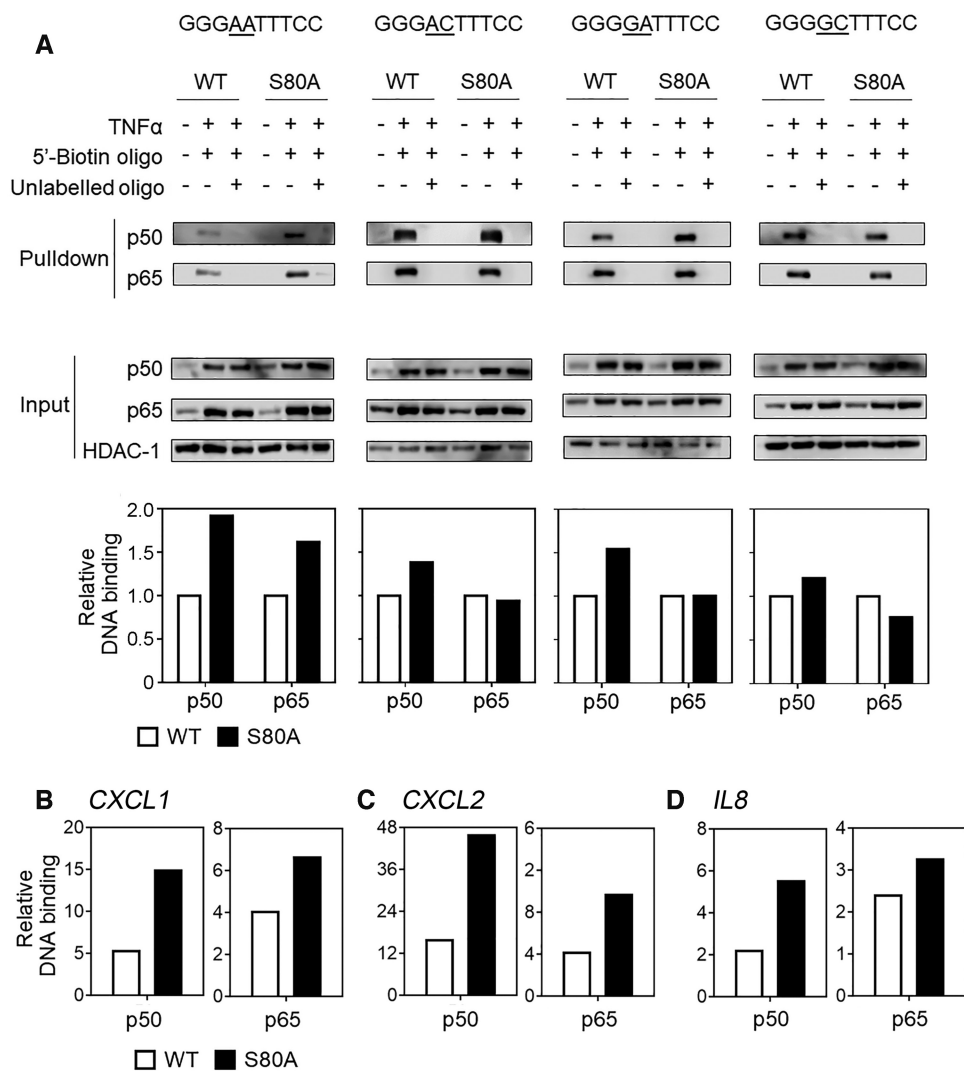 GGGAATTTCC GGGACTTTCC GGGGATTTCC GGGGCTTTCC
A
WT S80A WT S80A WT S80A WT S80A
TNFα - + + - + + - + + - + + - + + - + + - + + - + +
5'-Biotin oligo - + + - + + - + + - + + - + + - + + - + + - + +
Unlabelled oligo - - + - - + - - + - - + - - + - - + - - + - - +
Pulldown
p50
p65
Input
p50
p65
HDAC-1
Relative
DNA binding
2.0
1.5
1.0
0.5
0
p50 p65 p50 p65 p50 p65 p50 p65
WT S80A
B CXCL1 C CXCL2 D IL8
Relative
DNA binding
20 8 48 6 8 4
15 6 36 2 6 3
10 4 24 8 4 2
5 2 12 4 2 1
0 0 0 0 0 0
p50 p65 p50 p65 p50 p65
WT S80A